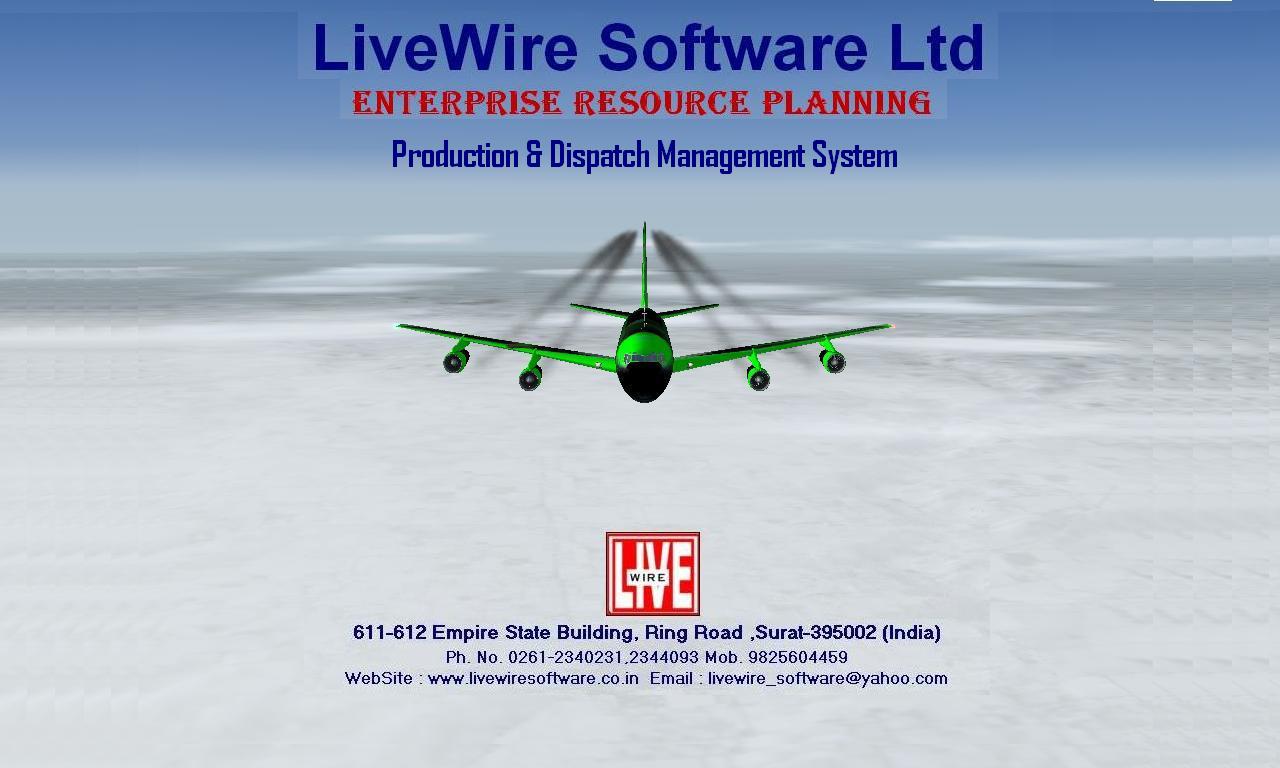 LiveWire Software Ltd
ENTERPRISE RESOURCE PLANNING
Production & Dispatch Management System
LIVE
WIRE
611-612 Empire State Building, Ring Road ,Surat-395002 (India)
Ph. No. 0261-2340231,2344093 Mob. 9825604459
WebSite : www.livewiresoftware.co.in  Email : livewire_software@yahoo.com